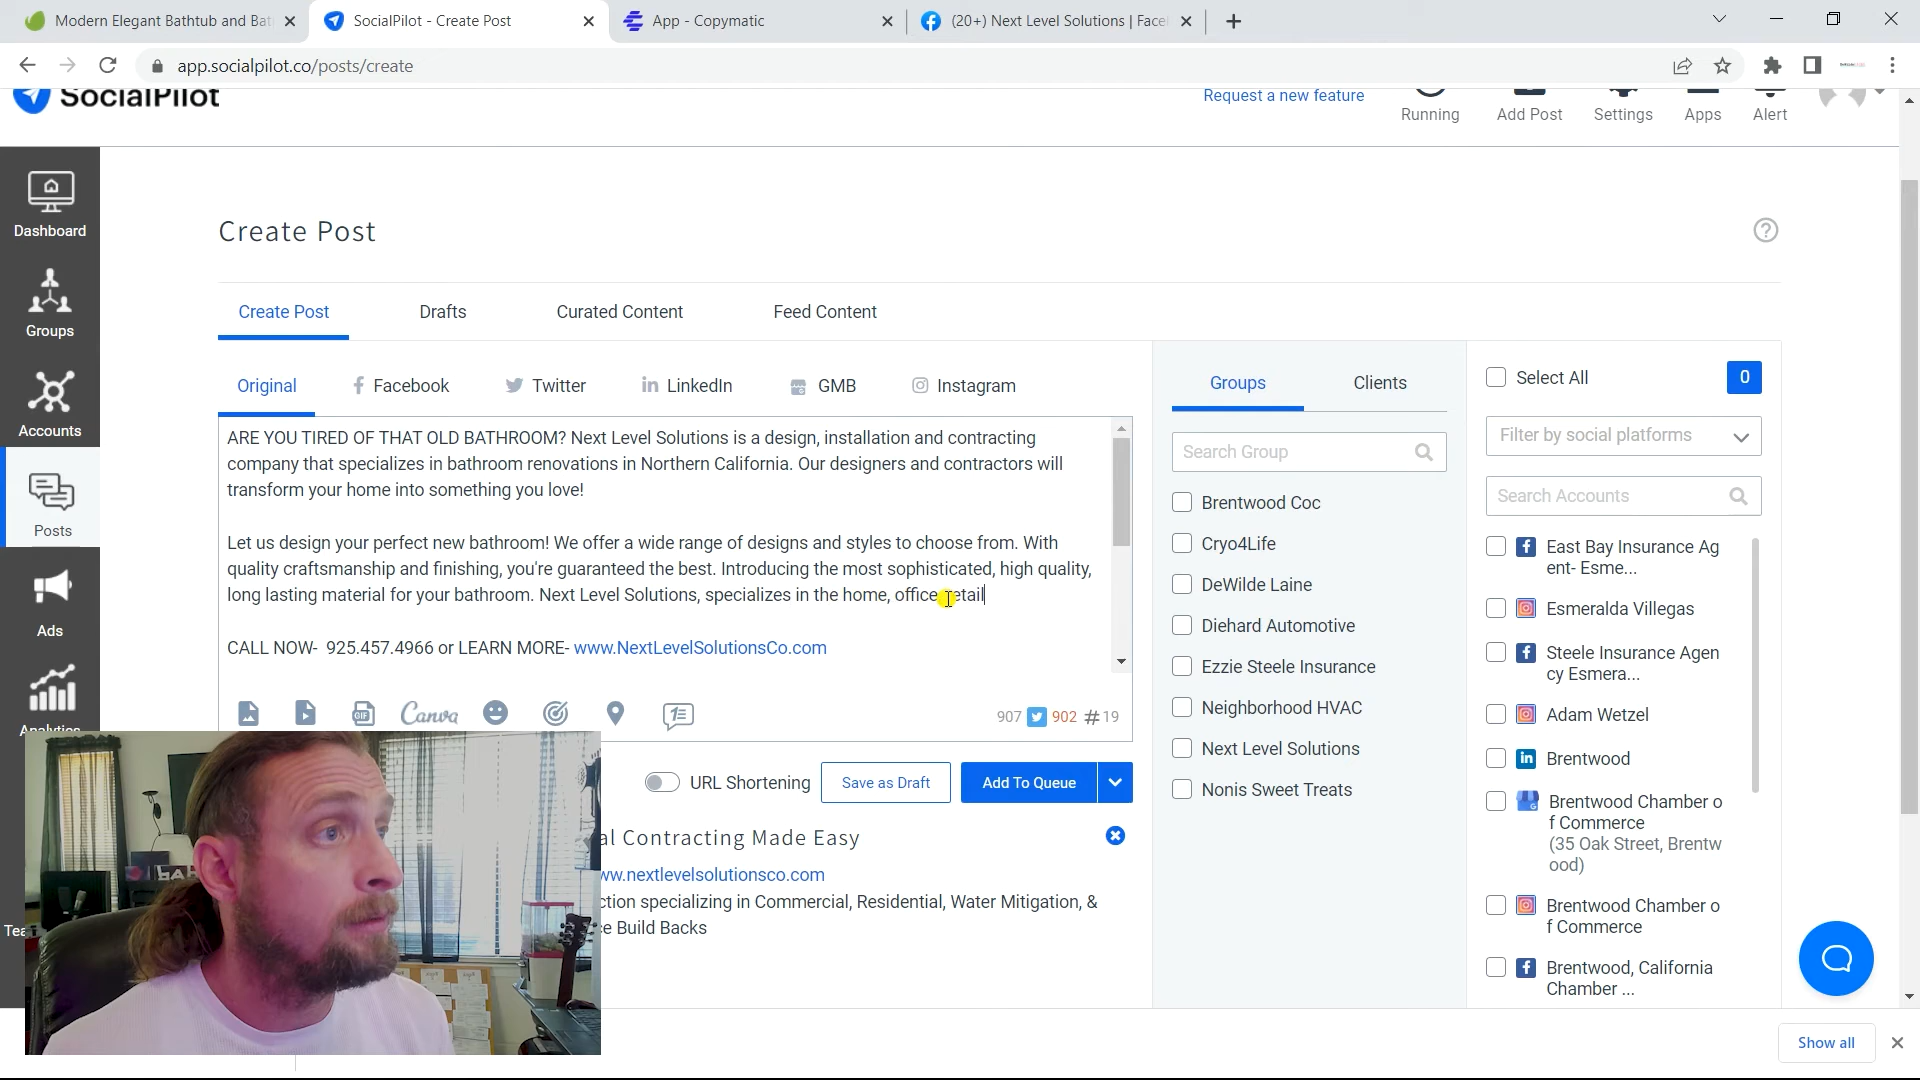 Modern Elegant Bathtub and Bat
SocialPilot - Create Post
App - Copymatic
(20+) Next Level Solutions | Face
app.socialpilot.co/posts/create
SocialPilot
Request a new feature
Running
Add Post
Settings
Apps
Alert
Dashboard
Groups
Accounts
Posts
Ads
Analytics
Create Post
Create Post
Drafts
Curated Content
Feed Content
Original
Facebook
Twitter
LinkedIn
GMB
Instagram
ARE YOU TIRED OF THAT OLD BATHROOM? Next Level Solutions is a design, installation and contracting
company that specializes in bathroom renovations in Northern California. Our designers and contractors will
transform your home into something you love!
Let us design your perfect new bathroom! We offer a wide range of designs and styles to choose from. With
quality craftsmanship and finishing, you're guaranteed the best. Introducing the most sophisticated, high quality,
long lasting material for your bathroom. Next Level Solutions, specializes in the home, office retail
CALL NOW- 925.457.4966 or LEARN MORE- www.NextLevelSolutionsCo.com
GIF
Canva
907 902 #19
URL Shortening
Save as Draft
Add To Queue
al Contracting Made Easy
ww.nextlevelsolutionsco.com
ction specializing in Commercial, Residential, Water Mitigation, &
ce Build Backs
Groups
Clients
Search Group
Brentwood Coc
Cryo4Life
DeWilde Laine
Diehard Automotive
Ezzie Steele Insurance
Neighborhood HVAC
Next Level Solutions
Nonis Sweet Treats
Select All
0
Filter by social platforms
Search Accounts
East Bay Insurance Ag
ent- Esme...
Esmeralda Villegas
Steele Insurance Agen
cy Esmera...
Adam Wetzel
Brentwood
Brentwood Chamber o
f Commerce
(35 Oak Street, Brentw
ood)
Brentwood Chamber o
f Commerce
Brentwood, California
Chamber ...
Tea
Show all